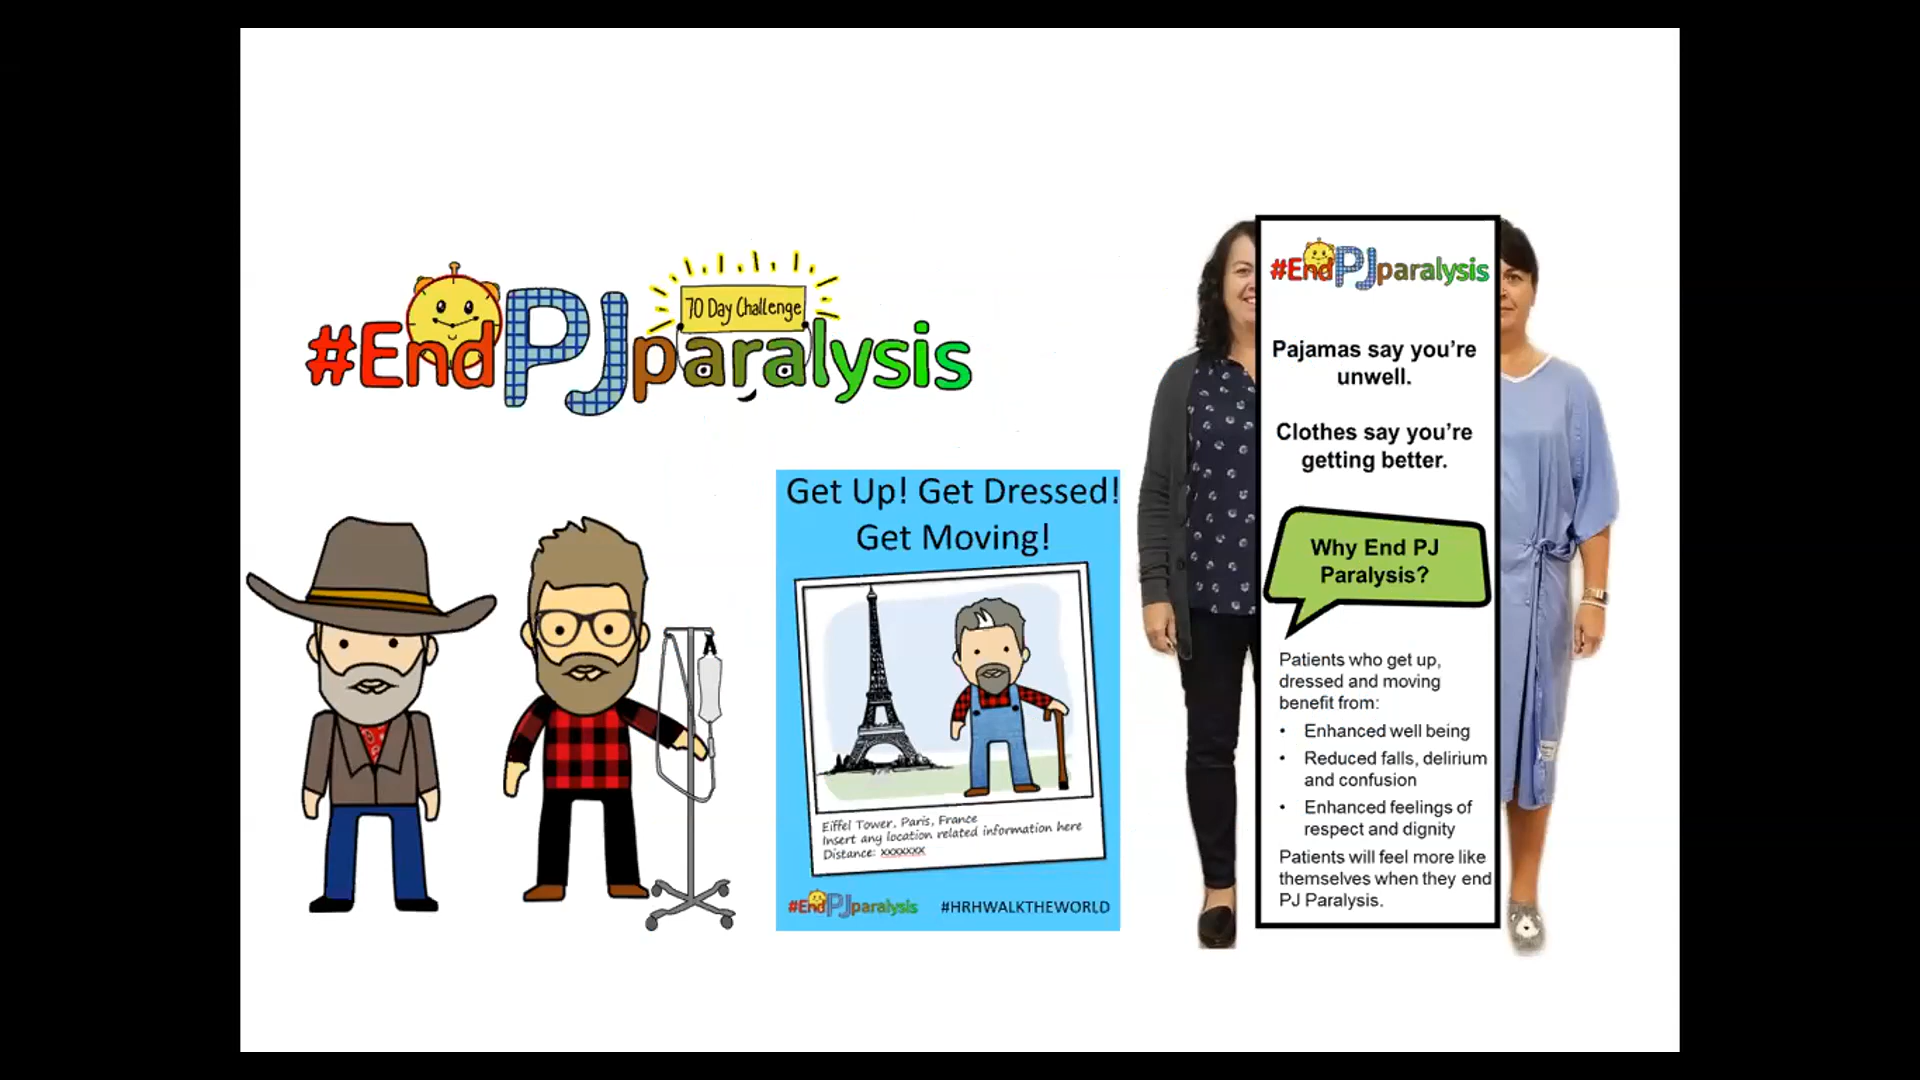 70 Day Challenge
#EndPJparalysis
Get Up! Get Dressed!
Get Moving!
Eiffel Tower. Paris, France
Insert any location related information here
Distance: xxxxxxx
#EndPJparalysis #HRHWALKTHEWORLD
#EndPJparalysis
Pajamas say you’re
unwell.
Clothes say you’re
getting better.
Why End PJ
Paralysis?
Patients who get up,
dressed and moving
benefit from:
• Enhanced well being
• Reduced falls, delirium
and confusion
• Enhanced feelings of
respect and dignity
Patients will feel more like
themselves when they end
PJ Paralysis.